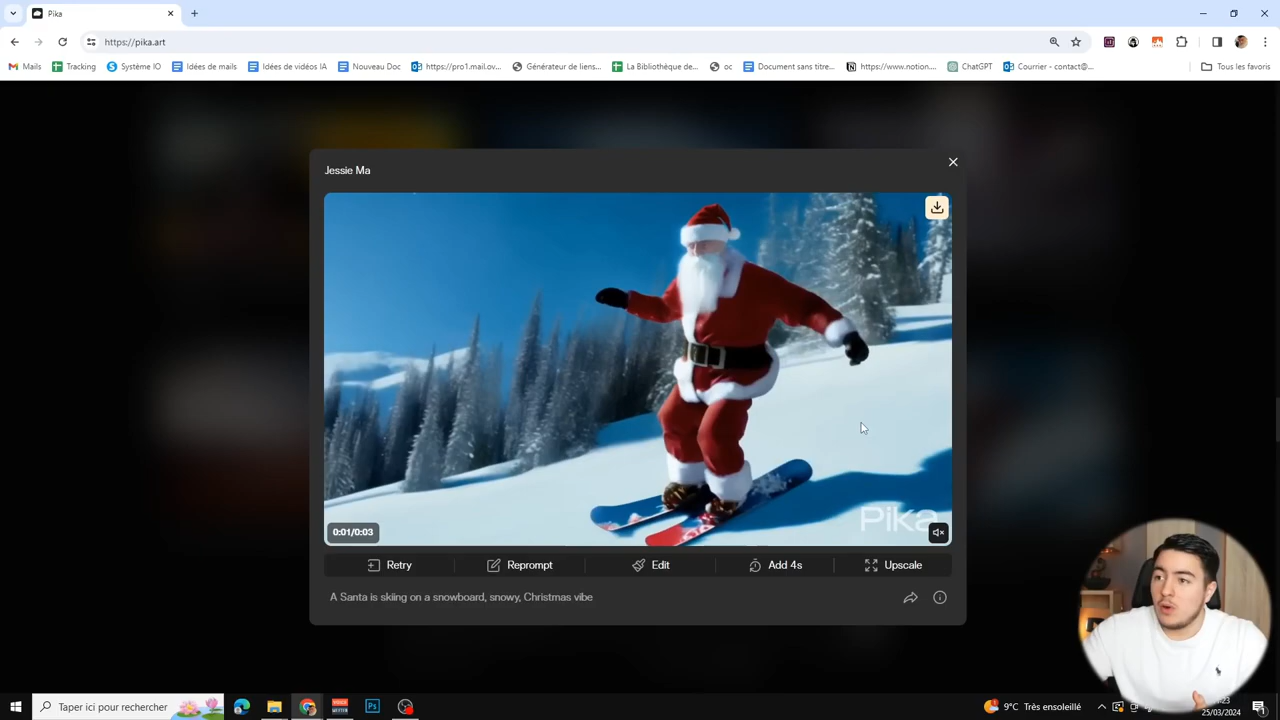 Pika
https://pika.art
Mails
Tracking
Système IO
Idées de mails
Idées de vidéos IA
Nouveau Doc
https://pro1.mail.ov...
Générateur de liens...
La Bibliothèque de...
oc
Document sans titre...
https://www.notion....
ChatGPT
Courrier - contact@...
Tous les favoris
Jessie Ma
Pika
0:01/0:03
Retry
Reprompt
Edit
Add 4s
Upscale
A Santa is skiing on a snowboard, snowy, Christmas vibe
Taper ici pour rechercher
Ps
9°C Très ensoleillé
25/03/2024